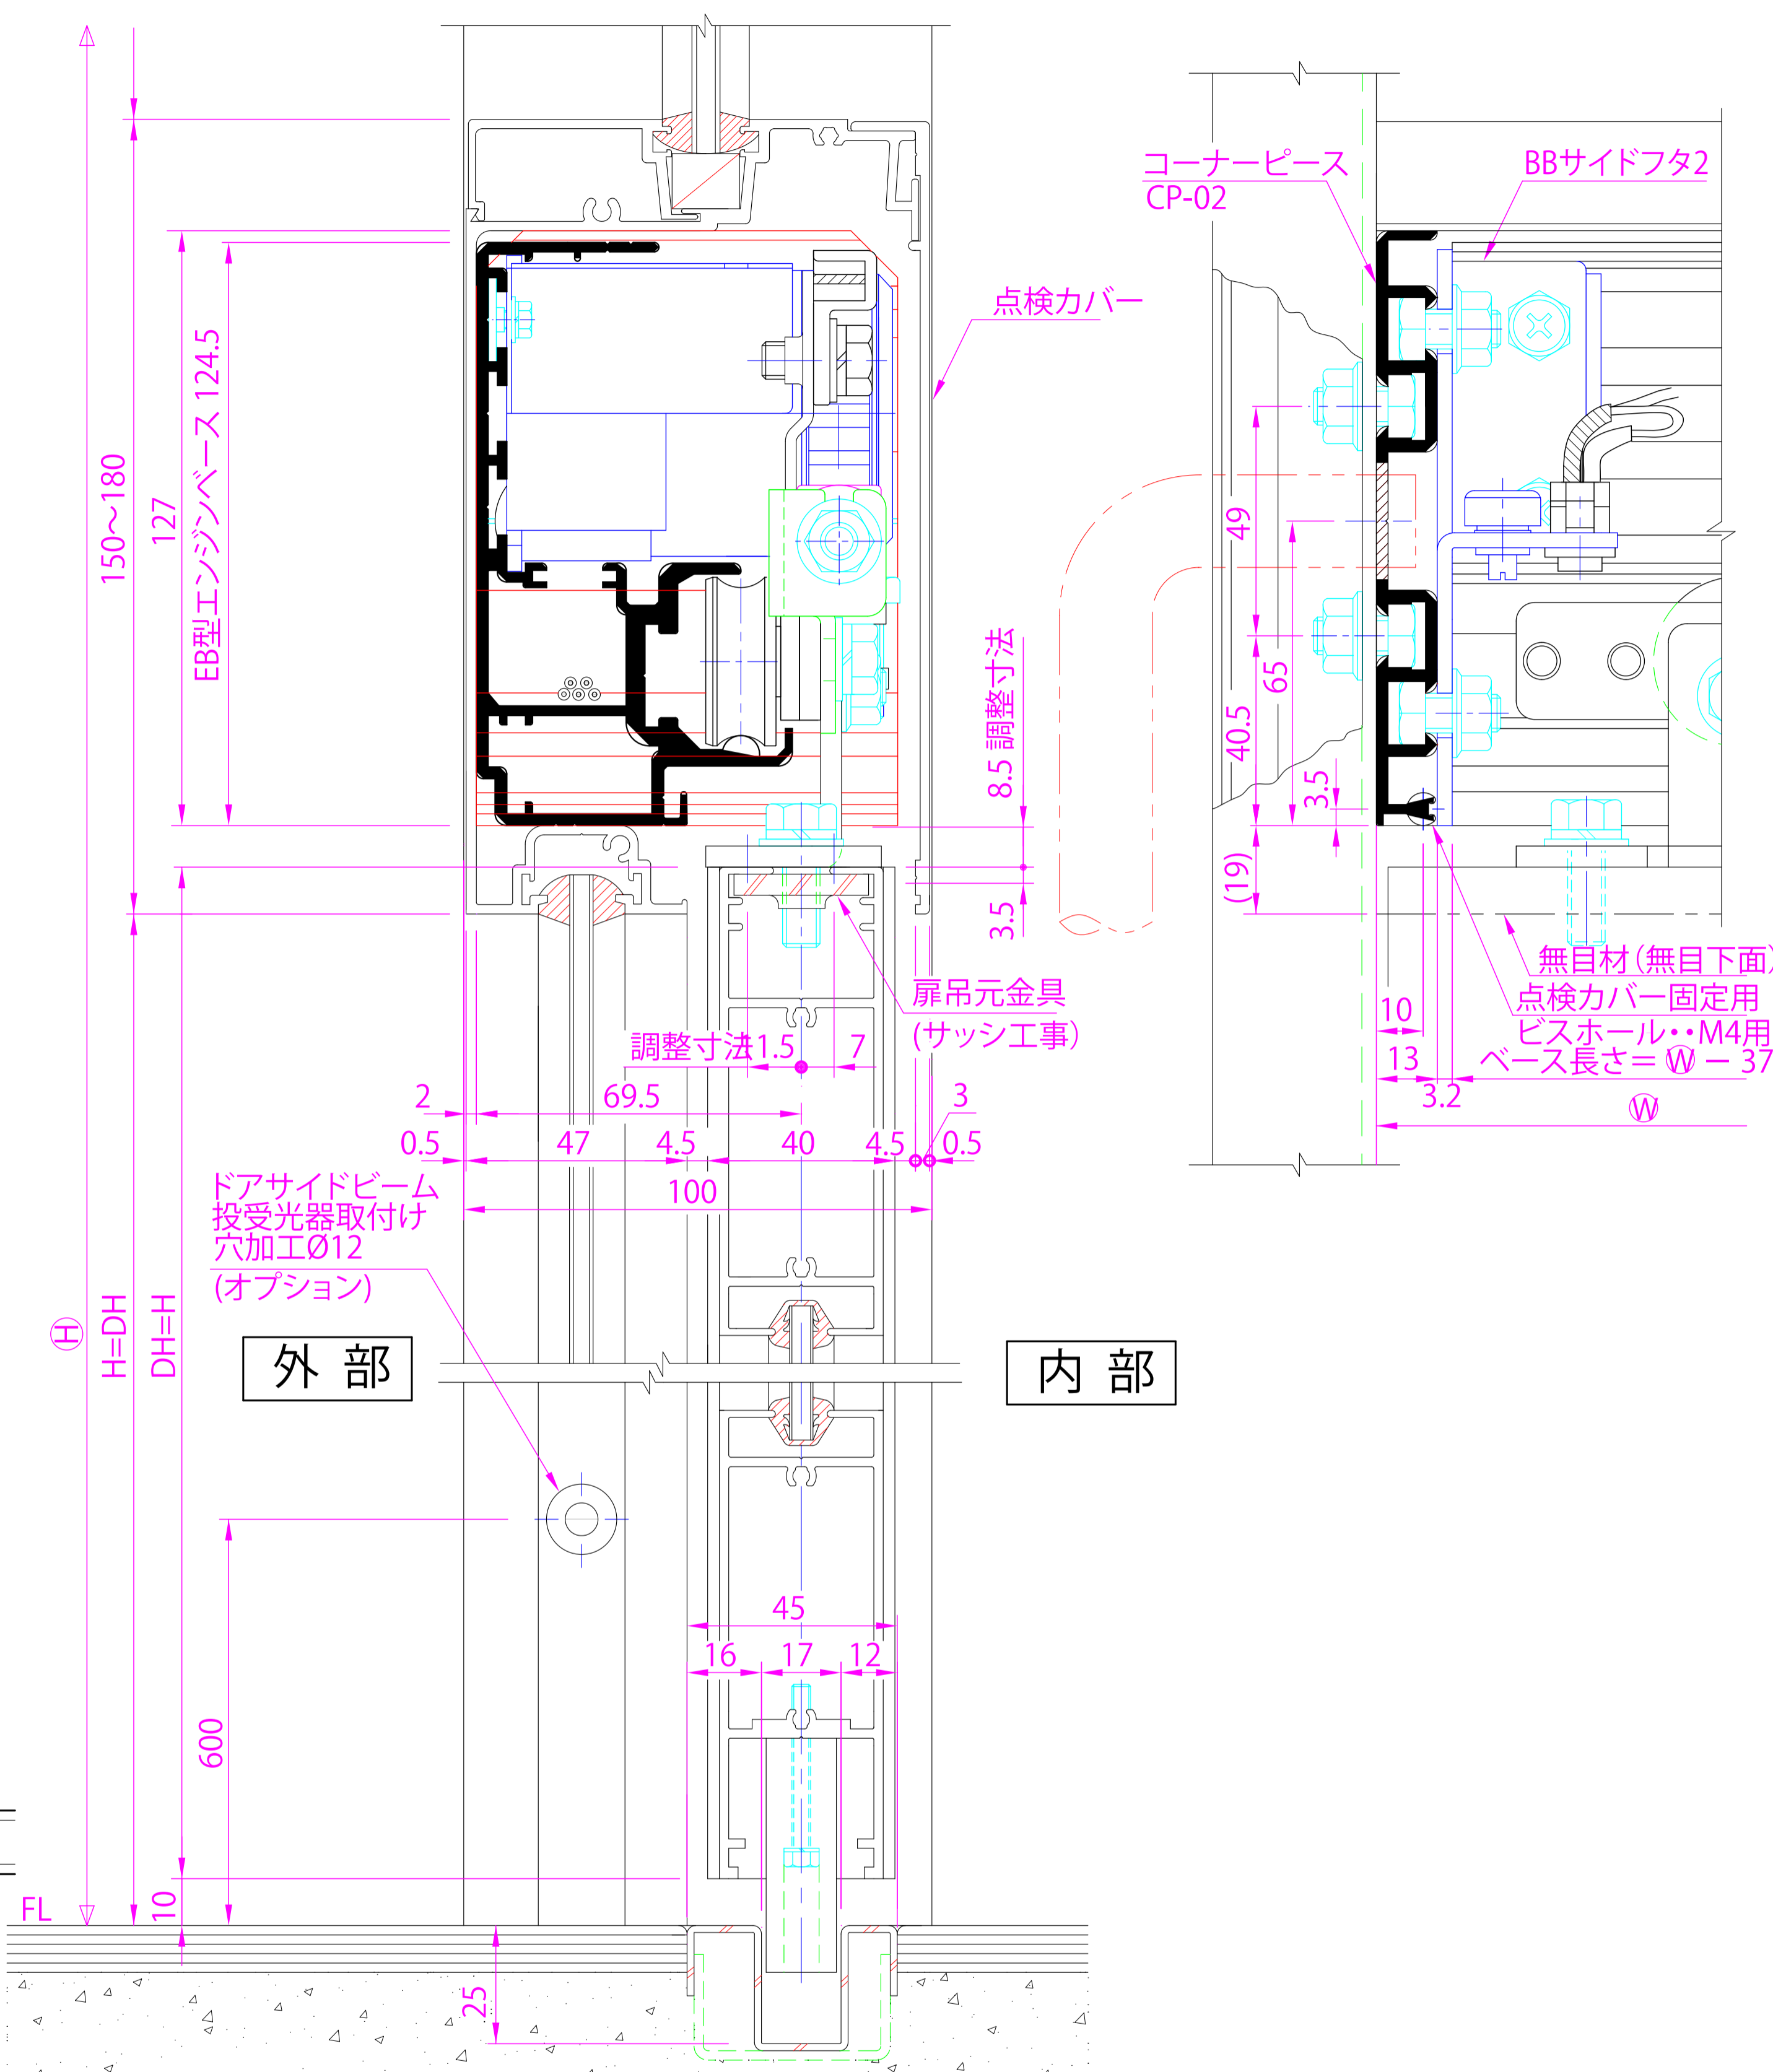 コーナーピース
CP-02
BBサイドフタ2
点検カバー
150～180
127
EB型エンジンベース 124.5
8.5 調整寸法
3.5
49
65
40.5
3.5
(19)
扉吊元金具
(サッシ工事)
無目材(無目下面)
点検カバー固定用
ビスホール・・M4用
ベース長さ=Ⓦ－37
10
13
3.2
Ⓦ
調整寸法1.5
7
2
69.5
3
0.5
47
4.5
40
4.5
0.5
100
ドアサイドビーム
投受光器取付け
穴加工Ø12
(オプション)
Ⓗ
H=DH
DH=H
外部
内部
45
16
17
12
600
10
FL
25